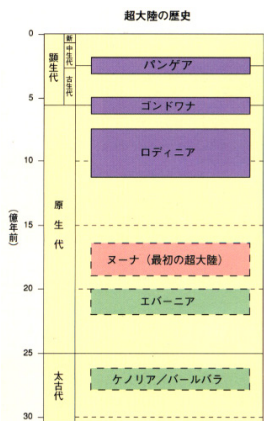 超大陸の歴史
0
5
10
15
20
25
30
(億年前)
顕生代
新
中生代
古生代
原生代
太古代
パンゲア
ゴンドワナ
ロディニア
ヌーナ(最初の超大陸)
エバーニア
ケノリア/バールバラ